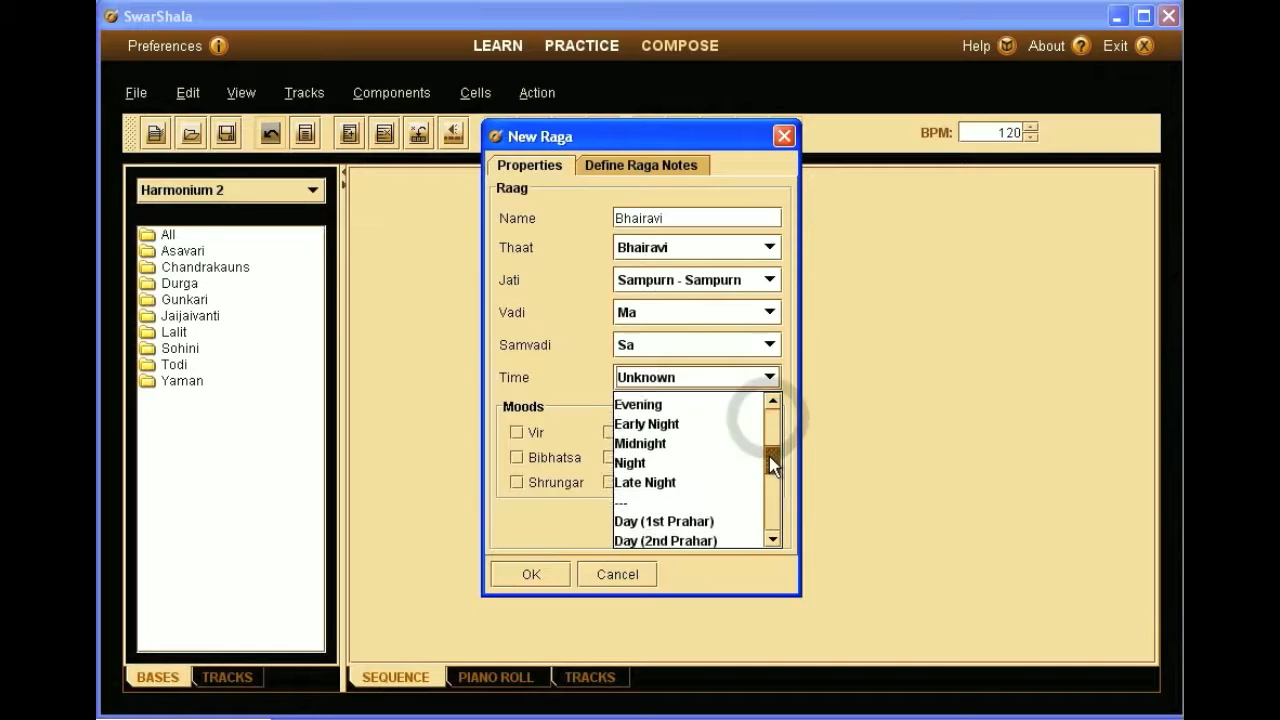 SwarShala
Preferences
LEARN PRACTICE COMPOSE
Help About Exit
File Edit View Tracks Components Cells Action
BPM: 120
Harmonium 2
All
Asavari
Chandrakauns
Durga
Gunkari
Jaijaivanti
Lalit
Sohini
Todi
Yaman
New Raga
Properties Define Raga Notes
Raag
Name Bhairavi
Thaat Bhairavi
Jati Sampurn - Sampurn
Vadi Ma
Samvadi Sa
Time Unknown
Evening
Early Night
Midnight
Night
Late Night
---
Day (1st Prahar)
Day (2nd Prahar)
Moods
Vir
Bibhatsa
Shrungar
OK Cancel
BASES TRACKS
SEQUENCE PIANO ROLL TRACKS